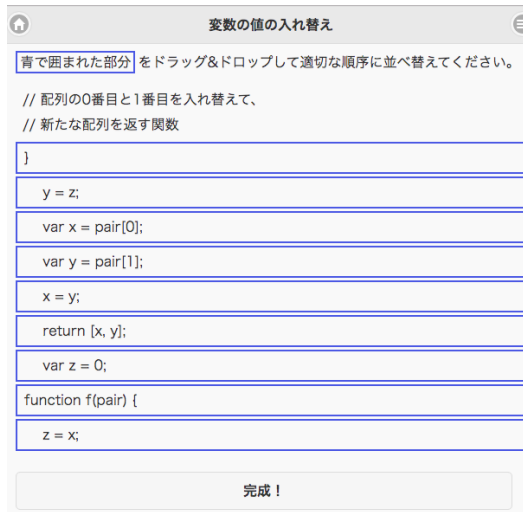 変数の値の入れ替え
青で囲まれた部分 をドラッグ&ドロップして適切な順序に並べ替えてください。
// 配列の0番目と1番目を入れ替えて、
// 新たな配列を返す関数
}
y = z;
var x = pair[0];
var y = pair[1];
x = y;
return [x, y];
var z = 0;
function f(pair) {
z = x;
完成！